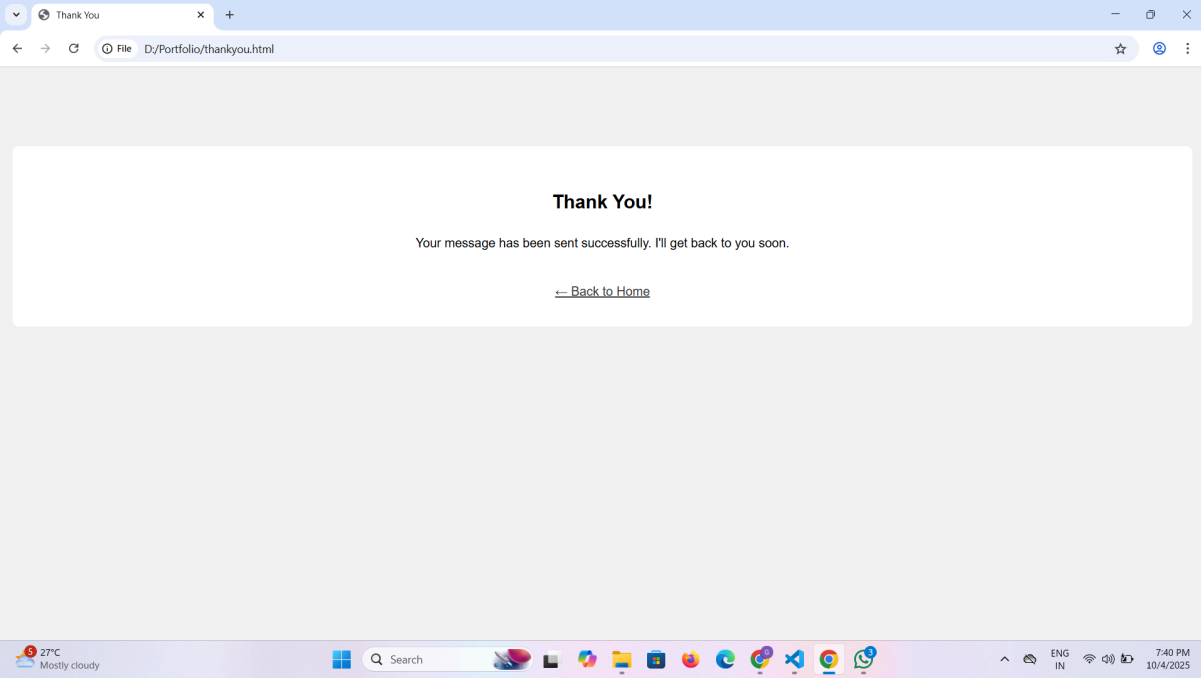 Thank You
File
D:/Portfolio/thankyou.html
Thank You!
Your message has been sent successfully. I'll get back to you soon.
← Back to Home
5
27°C
Mostly cloudy
Search
0
3
ENG
IN
7:40 PM
10/4/2025